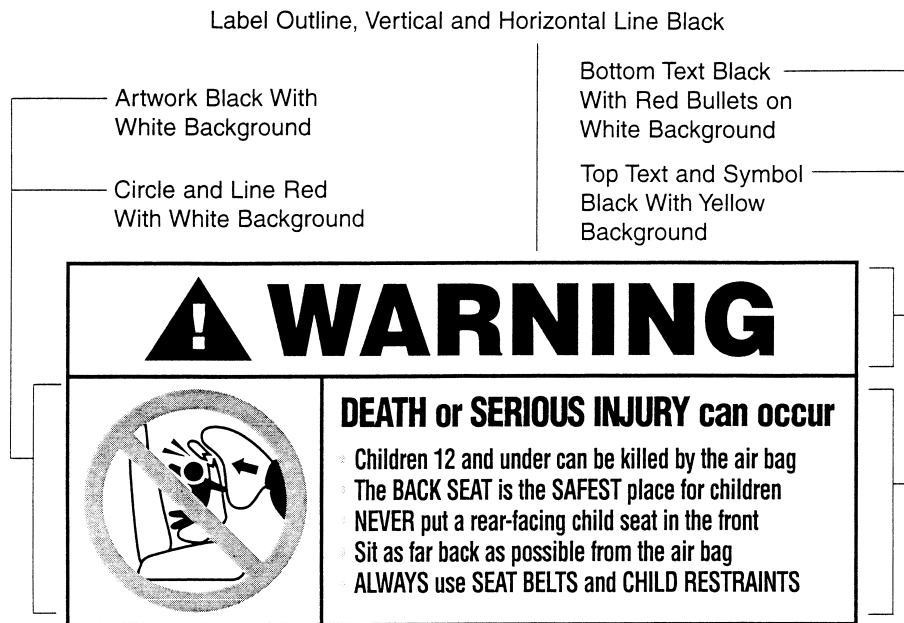 Label Outline, Vertical and Horizontal Line Black
Artwork Black With
White Background
Circle and Line Red
With White Background
Bottom Text Black
With Red Bullets on
White Background
Top Text and Symbol
Black With Yellow
Background
! WARNING
DEATH or SERIOUS INJURY can occur
Children 12 and under can be killed by the air bag
The BACK SEAT is the SAFEST place for children
NEVER put a rear-facing child seat in the front
Sit as far back as possible from the air bag
ALWAYS use SEAT BELTS and CHILD RESTRAINTS